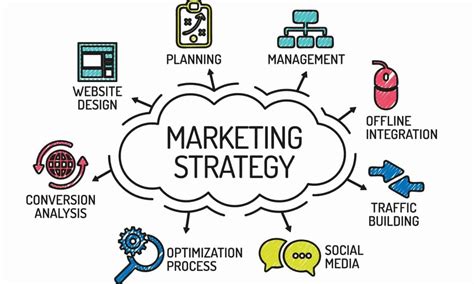 PLANNING
MANAGEMENT
WEBSITE
DESIGN
OFFLINE
INTEGRATION
MARKETING
STRATEGY
CONVERSION
ANALYSIS
TRAFFIC
BUILDING
OPTIMIZATION
PROCESS
SOCIAL
MEDIA